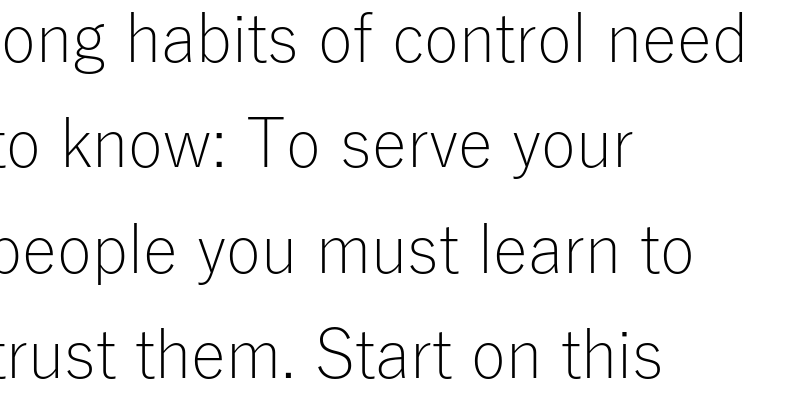 ong habits of control need
to know: To serve your
people you must learn to
trust them. Start on this